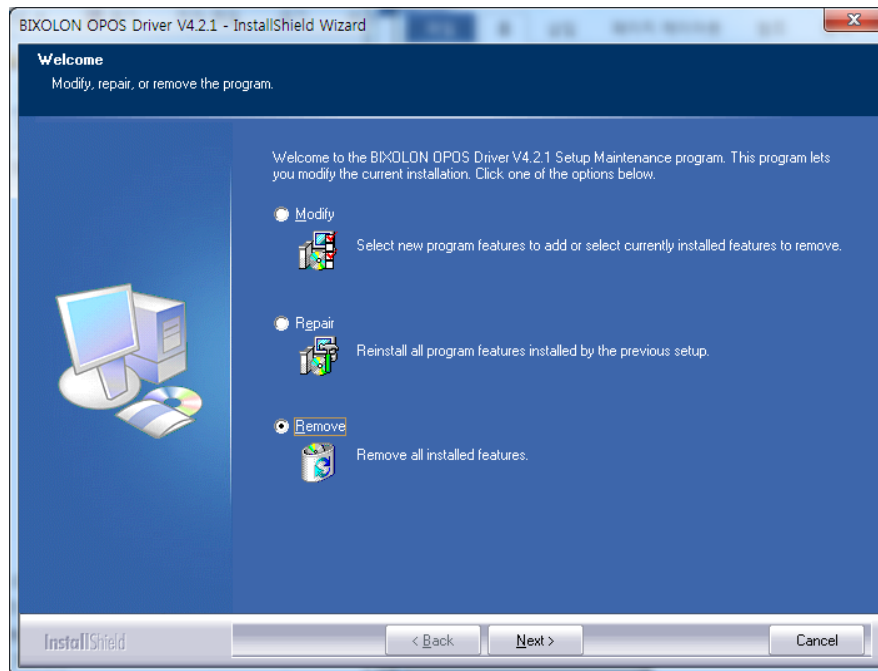 BIXOLON OPOS Driver V4.2.1 - InstallShield Wizard
Welcome
Modify, repair, or remove the program.
Welcome to the BIXOLON OPOS Driver V4.2.1 Setup Maintenance program. This program lets
you modify the current installation. Click one of the options below.
Modify
Select new program features to add or select currently installed features to remove.
Repair
Reinstall all program features installed by the previous setup.
Remove
Remove all installed features.
InstallShield
< Back
Next >
Cancel